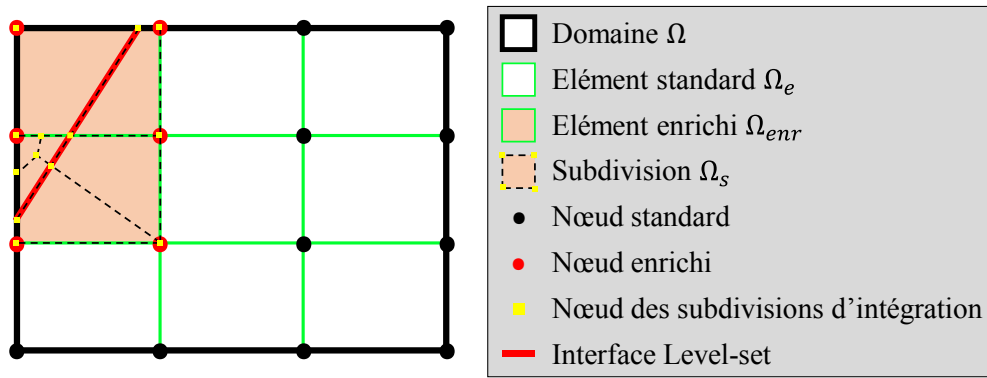 Domaine Ω
Elément standard Ωₑ
Elément enrichi Ωₑₙᵣ
Subdivision Ωₛ
Nœud standard
Nœud enrichi
Nœud des subdivisions d’intégration
Interface Level-set